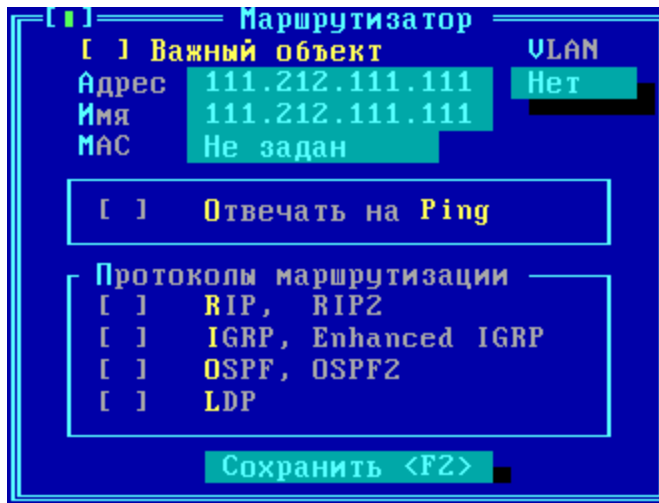 [ ] Маршрутизатор
[ ] Важный объект VLAN
Адрес 111.212.111.111 Нет
Имя 111.212.111.111
MAC Не задан
[ ] Отвечать на Ping
Протоколы маршрутизации
[ ] RIP, RIP2
[ ] IGRP, Enhanced IGRP
[ ] OSPF, OSPF2
[ ] LDP
Сохранить <F2>